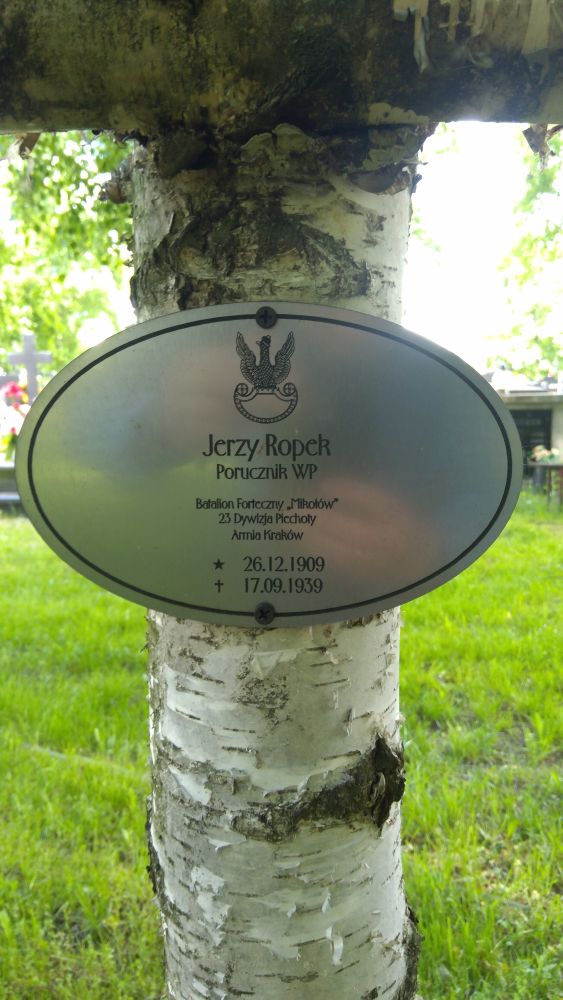 Jerzy Ropek
Porucznik WP
Batalion Forteczny „Mikołów”
23 Dywizja Piechoty
Armia Kraków
★ 26.12.1909
✝ 17.09.1939